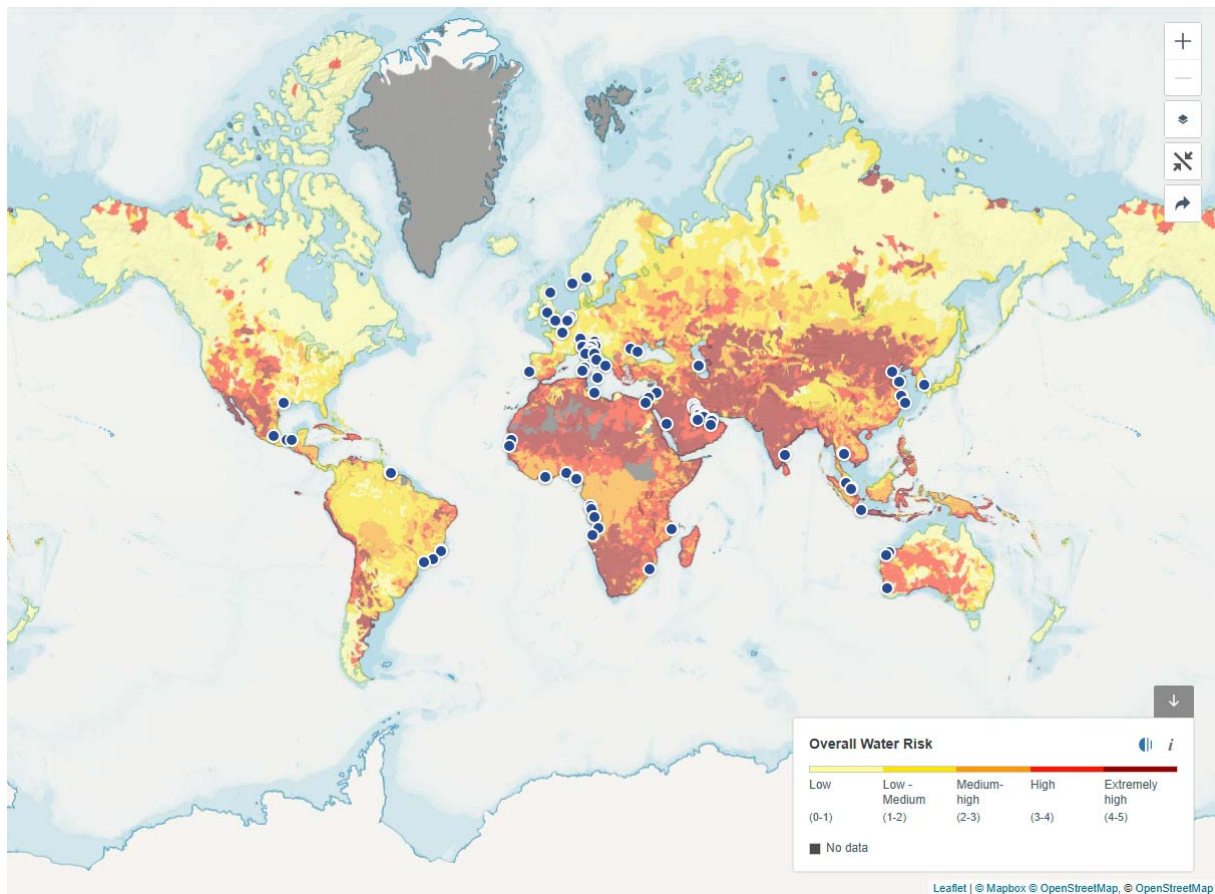 Overall Water Risk
i
Low
Low -
Medium
Medium-
high
High
Extremely
high
(0-1)
(1-2)
(2-3)
(3-4)
(4-5)
No data
Leaflet | © Mapbox © OpenStreetMap, © OpenStreetMap